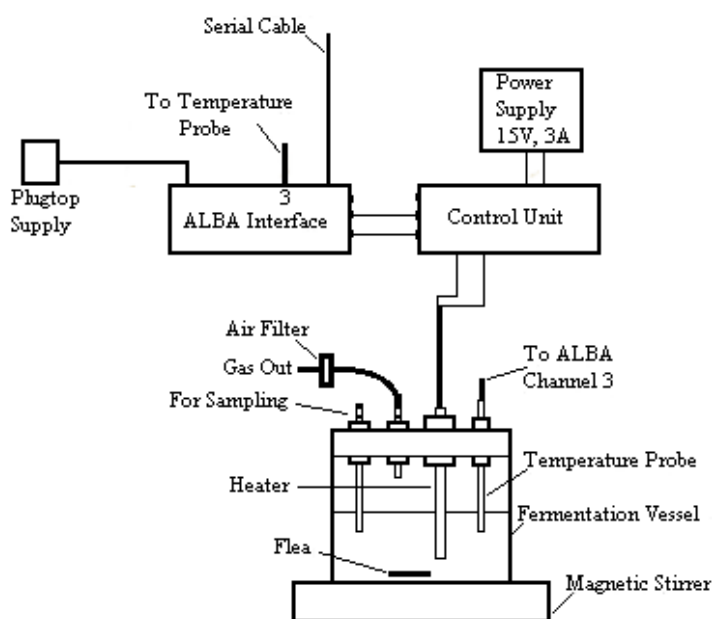 Serial Cable
To Temperature
Probe
Power
Supply
15V, 3A
Plugtop
Supply
3
ALBA Interface
Control Unit
Air Filter
Gas Out
To ALBA
Channel 3
For Sampling
Temperature Probe
Heater
Fermentation Vessel
Flea
Magnetic Stirrer